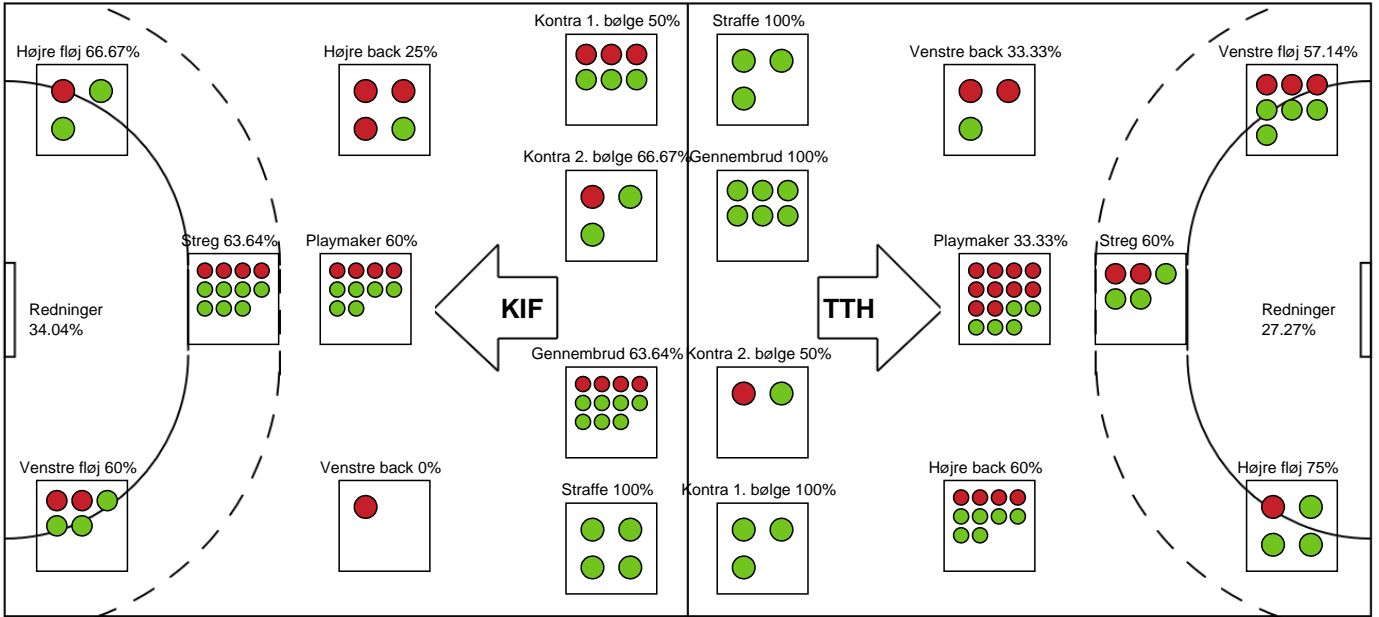 Kontra 1. bølge 50%
Straffe 100%
Højre fløj 66.67%
Højre back 25%
Venstre back 33.33%
Venstre fløj 57.14%
Kontra 2. bølge 66.67%
Gennembrud 100%
Streg 63.64%
Playmaker 60%
Playmaker 33.33%
Streg 60%
Redninger
34.04%
KIF
TTH
Redninger
27.27%
Gennembrud 63.64%
Kontra 2. bølge 50%
Venstre fløj 60%
Venstre back 0%
Højre back 60%
Højre fløj 75%
Straffe 100%
Kontra 1. bølge 100%